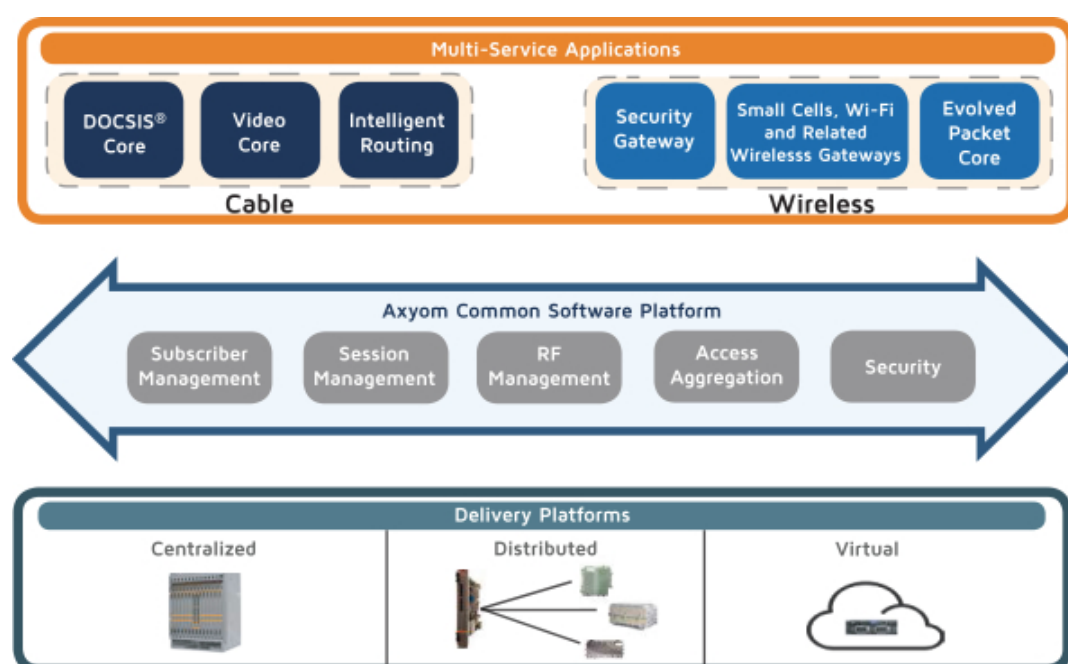 Multi-Service Applications
DOCSIS® Core
Video Core
Intelligent Routing
Security Gateway
Small Cells, Wi-Fi and Related Wirelesss Gateways
Evolved Packet Core
Cable
Wireless
Axyom Common Software Platform
Subscriber Management
Session Management
RF Management
Access Aggregation
Security
Delivery Platforms
Centralized
Distributed
Virtual